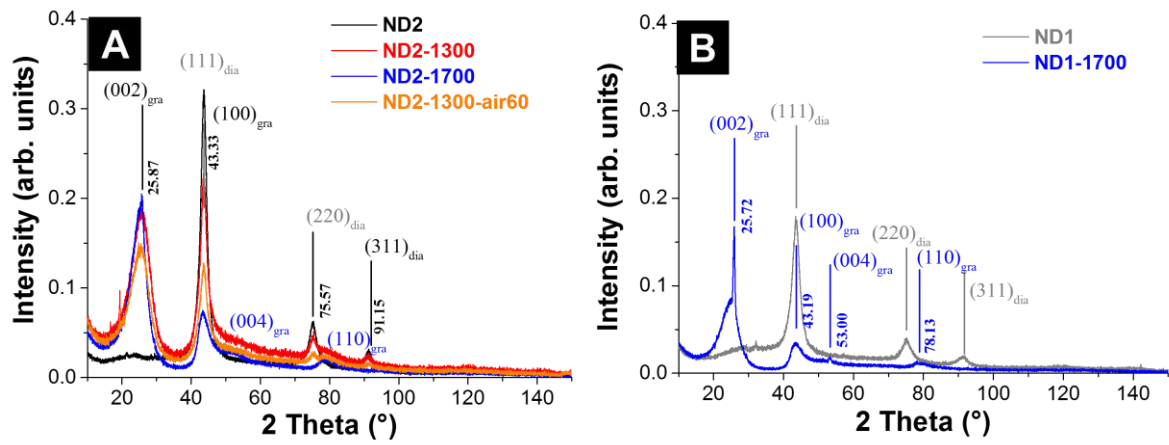 A
ND2
ND2-1300
ND2-1700
ND2-1300-air60
(002)gra
(111)dia
(100)gra
25.87
43.33
(220)dia
(311)dia
75.57
91.15
(004)gra
(110)gra
0.4
0.3
0.2
0.1
0.0
20 40 60 80 100 120 140
2 Theta (°)
Intensity (arb. units)
B
ND1
ND1-1700
(002)gra
(111)dia
25.72
(100)gra
(220)dia
(004)gra
(110)gra
(311)dia
43.19
53.00
78.13
0.4
0.3
0.2
0.1
0.0
20 40 60 80 100 120 140
2 Theta (°)
Intensity (arb. units)